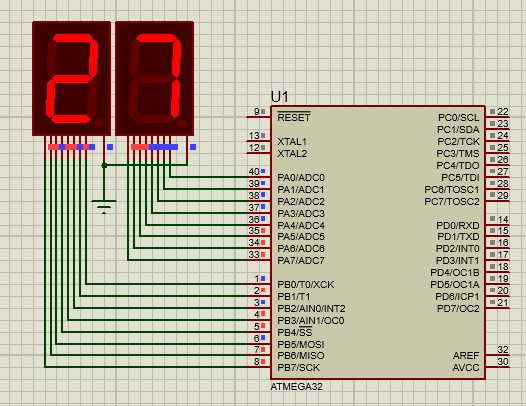 27
U1
9 RESET PC0/SCL 22
PC1/SDA 23
13 XTAL1 PC2/TCK 24
12 XTAL2 PC3/TMS 25
PC4/TDO 26
40 PA0/ADC0 PC5/TDI 27
39 PA1/ADC1 PC6/TOSC1 28
38 PA2/ADC2 PC7/TOSC2 29
37 PA3/ADC3
36 PA4/ADC4 PD0/RXD 14
35 PA5/ADC5 PD1/TXD 15
34 PA6/ADC6 PD2/INT0 16
33 PA7/ADC7 PD3/INT1 17
PD4/OC1B 18
1 PB0/T0/XCK PD5/OC1A 19
2 PB1/T1 PD6/ICP1 20
3 PB2/AIN0/INT2 PD7/OC2 21
4 PB3/AIN1/OC0
5 PB4/SS
6 PB5/MOSI
7 PB6/MISO AREF 32
8 PB7/SCK AVCC 30
ATMEGA32